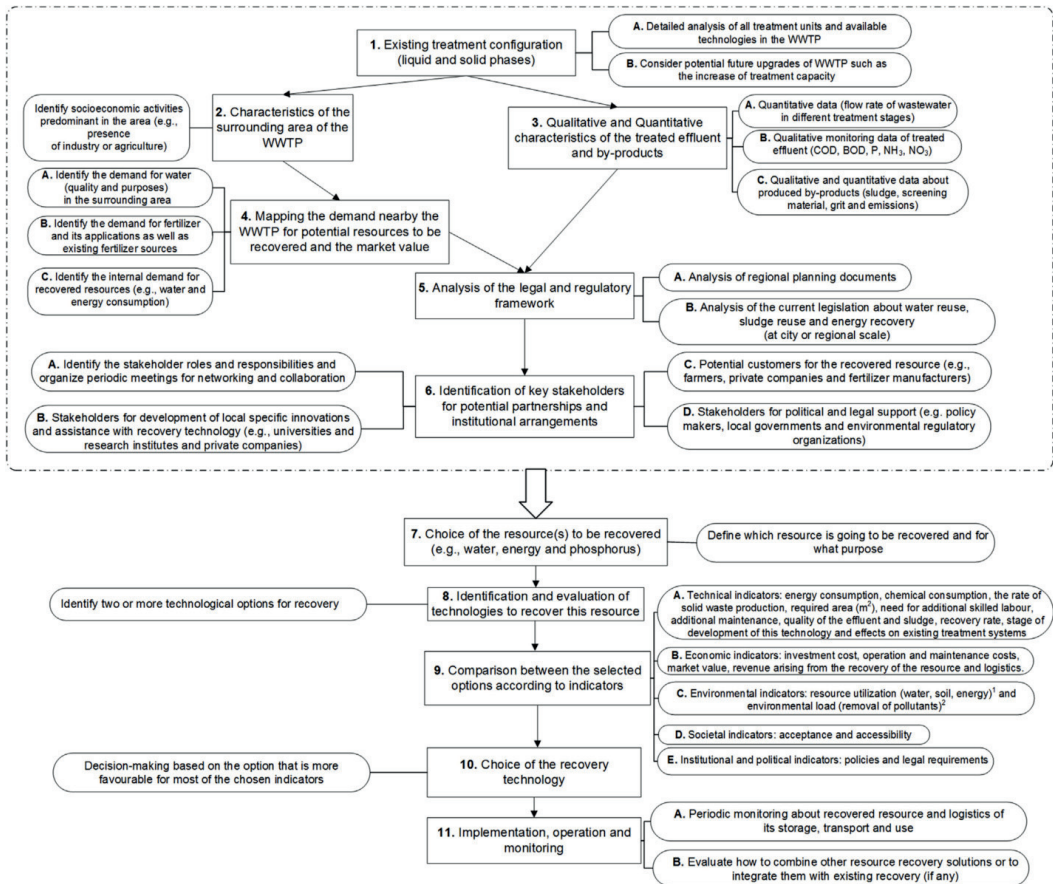 1. Existing treatment configuration
(liquid and solid phases)
A. Detailed analysis of all treatment units and available
technologies in the WWTP
B. Consider potential future upgrades of WWTP such as
the increase of treatment capacity
Identify socioeconomic activities
predominant in the area (e.g.,
presence
of industry or agriculture)
2. Characteristics of the
surrounding area of the
WWTP
3. Qualitative and Quantitative
characteristics of the treated effluent
and by-products
A. Quantitative data (flow rate of wastewater
in different treatment stages)
B. Qualitative monitoring data of treated
effluent (COD, BOD, P, NH₃, NO₃)
C. Qualitative and quantitative data about
produced by-products (sludge, screening
material, grit and emissions)
A. Identify the demand for water
(quality and purposes)
in the surrounding area
B. Identify the demand for fertilizer
and its applications as well as
existing fertilizer sources
C. Identify the internal demand for
recovered resources (e.g., water and
energy consumption)
4. Mapping the demand nearby the
WWTP for potential resources to be
recovered and the market value
5. Analysis of the legal and regulatory
framework
A. Analysis of regional planning documents
B. Analysis of the current legislation about water reuse,
sludge reuse and energy recovery
(at city or regional scale)
A. Identify the stakeholder roles and responsibilities and
organize periodic meetings for networking and collaboration
B. Stakeholders for development of local specific innovations
and assistance with recovery technology (e.g., universities and
research institutes and private companies)
6. Identification of key stakeholders
for potential partnerships and
institutional arrangements
C. Potential customers for the recovered resource (e.g.,
farmers, private companies and fertilizer manufacturers)
D. Stakeholders for political and legal support (e.g. policy
makers, local governments and environmental regulatory
organizations)
7. Choice of the resource(s) to be recovered
(e.g., water, energy and phosphorus)
Define which resource is going to be recovered and for
what purpose
Identify two or more technological options for recovery
8. Identification and evaluation of
technologies to recover this resource
9. Comparison between the selected
options according to indicators
A. Technical indicators: energy consumption, chemical consumption, the rate of
solid waste production, required area (m²), need for additional skilled labour,
additional maintenance, quality of the effluent and sludge, recovery rate, stage of
development of this technology and effects on existing treatment systems
B. Economic indicators: investment cost, operation and maintenance costs,
market value, revenue arising from the recovery of the resource and logistics.
C. Environmental indicators: resource utilization (water, soil, energy)¹ and
environmental load (removal of pollutants)²
D. Societal indicators: acceptance and accessibility
E. Institutional and political indicators: policies and legal requirements
Decision-making based on the option that is more
favourable for most of the chosen indicators
10. Choice of the recovery
technology
11. Implementation, operation and
monitoring
A. Periodic monitoring about recovered resource and logistics of
its storage, transport and use
B. Evaluate how to combine other resource recovery solutions or to
integrate them with existing recovery (if any)